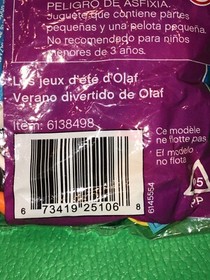 PELIGRO DE ASFIXIA.
Juguete que contiene partes
pequeñas y una pelota pequeña.
No recomendado para niños
menores de 3 años.
Les jeux d'été d'Olaf
Verano divertido de Olaf
Item: 6138498
Ce modèle
ne flotte pas.
El modelo
no flota
6 73419 25106 8
6145554
PP